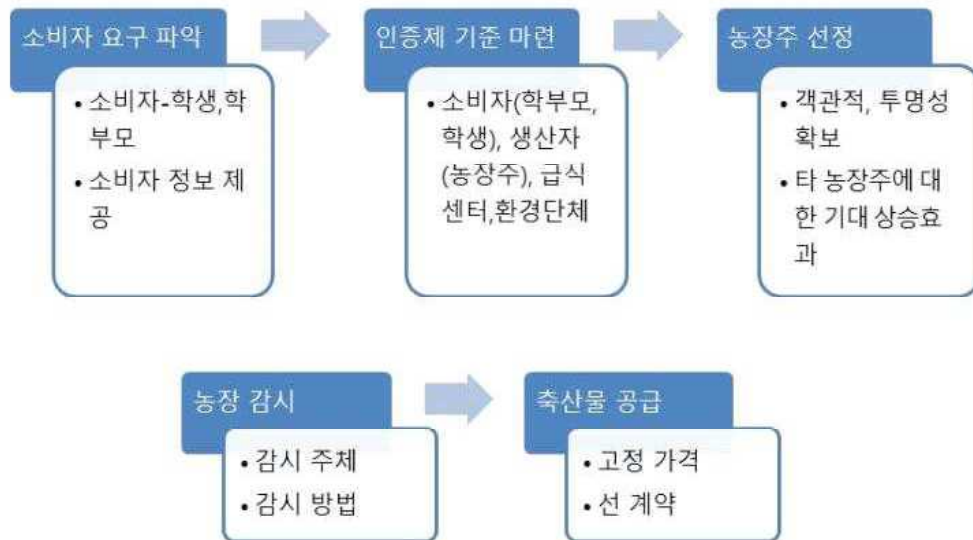 소비자 요구 파악
인증제 기준 마련
농장주 선정
• 소비자-학생,학
부모
• 소비자 정보 제
공
• 소비자(학부모,
학생), 생산자
(농장주), 급식
센터,환경단체
• 객관적, 투명성
확보
• 타 농장주에 대
한 기대 상승효
과
농장 감시
축산물 공급
• 감시 주체
• 감시 방법
• 고정 가격
• 선 계약